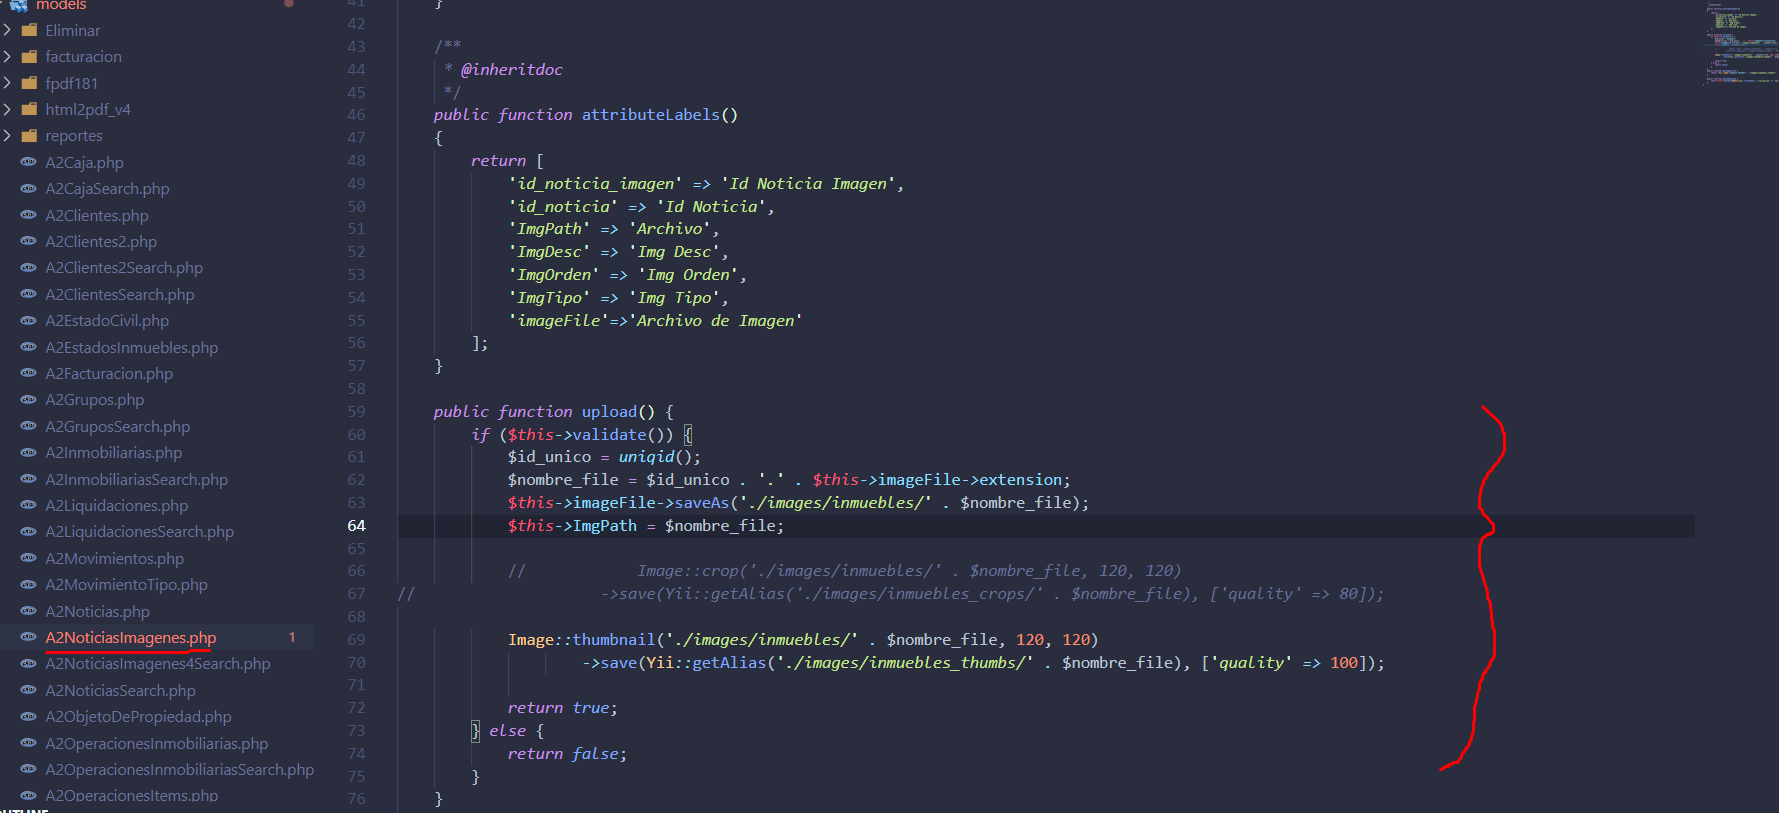 models
Eliminar
facturacion
fpdf181
html2pdf_v4
reportes
A2Caja.php
A2CajaSearch.php
A2Clientes.php
A2Clientes2.php
A2Clientes2Search.php
A2ClientesSearch.php
A2EstadoCivil.php
A2EstadosInmuebles.php
A2Facturacion.php
A2Grupos.php
A2GruposSearch.php
A2Inmobiliarias.php
A2InmobiliariasSearch.php
A2Liquidaciones.php
A2LiquidacionesSearch.php
A2Movimientos.php
A2MovimientoTipo.php
A2Noticias.php
A2NoticiasImagenes.php 1
A2NoticiasImagenes4Search.php
A2NoticiasSearch.php
A2ObjetoDePropiedad.php
A2OperacionesInmobiliarias.php
A2OperacionesInmobiliariasSearch.php
A2OperacionesItems.php
OUTLINE
41 }
42
43 /**
44 * @inheritdoc
45 */
46 public function attributeLabels()
47 {
48 return [
49 'id_noticia_imagen' => 'Id Noticia Imagen',
50 'id_noticia' => 'Id Noticia',
51 'ImgPath' => 'Archivo',
52 'ImgDesc' => 'Img Desc',
53 'ImgOrden' => 'Img Orden',
54 'ImgTipo' => 'Img Tipo',
55 'imageFile'=>'Archivo de Imagen'
56 ];
57 }
58
59 public function upload() {
60 if ($this->validate()) {
61 $id_unico = uniqid();
62 $nombre_file = $id_unico . '.' . $this->imageFile->extension;
63 $this->imageFile->saveAs('./images/inmuebles/' . $nombre_file);
64 $this->ImgPath = $nombre_file;
65
66 // Image::crop('./images/inmuebles/' . $nombre_file, 120, 120)
67 // ->save(Yii::getAlias('./images/inmuebles_crops/' . $nombre_file), ['quality' => 80]);
68
69 Image::thumbnail('./images/inmuebles/' . $nombre_file, 120, 120)
70 ->save(Yii::getAlias('./images/inmuebles_thumbs/' . $nombre_file), ['quality' => 100]);
71
72 return true;
73 } else {
74 return false;
75 }
76 }